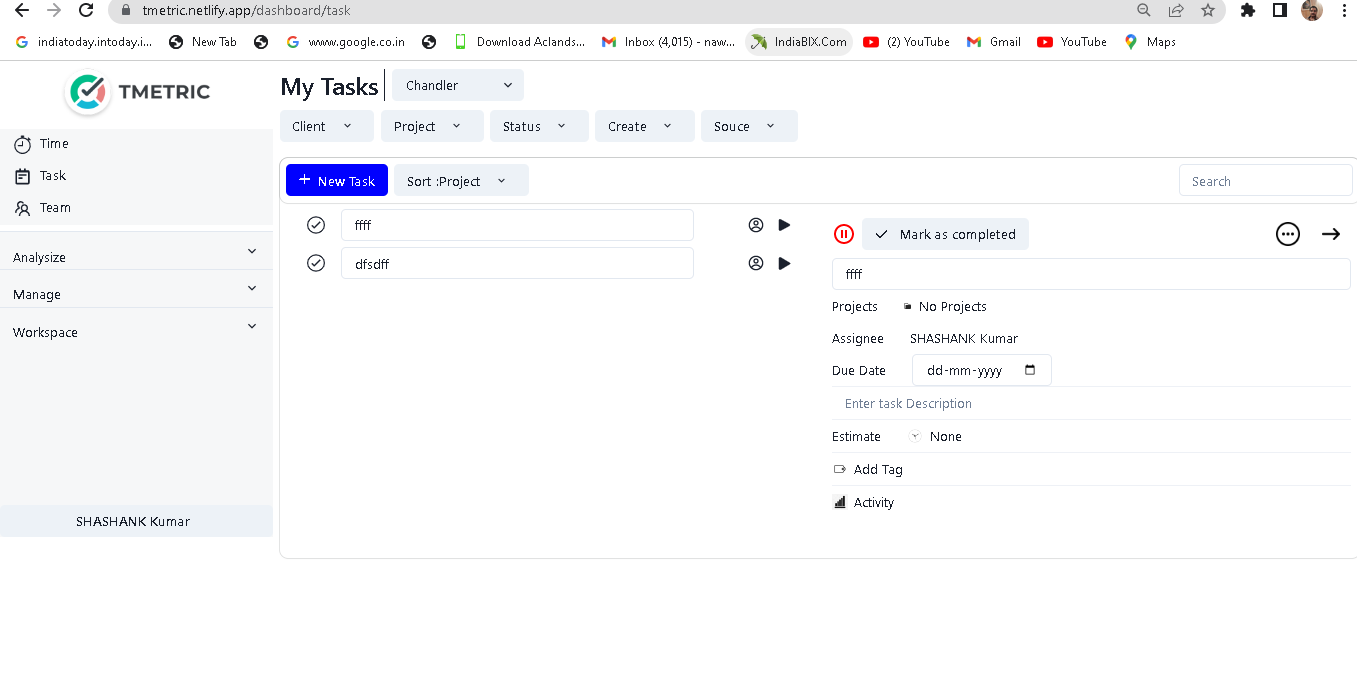 tmetric.netlify.app/dashboard/task
indiatoday.intoday.i... New Tab www.google.co.in Download Aclands... Inbox (4,015) - naw... IndiaBIX.Com (2) YouTube Gmail YouTube Maps
TMETRIC
My Tasks Chandler
Client Project Status Create Souce
Time
Task
Team
+ New Task Sort :Project Search
ffff
dfsdff
Analysize
Manage
Workspace
SHASHANK Kumar
Mark as completed
ffff
Projects No Projects
Assignee SHASHANK Kumar
Due Date dd-mm-yyyy
Enter task Description
Estimate None
Add Tag
Activity